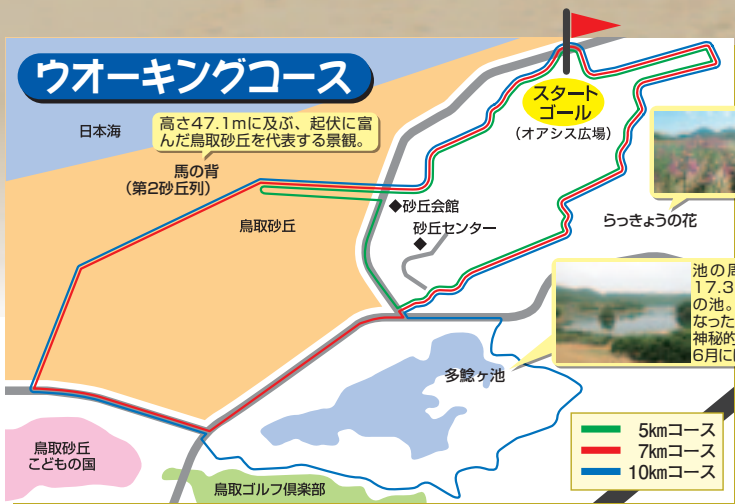 ウオーキングコース
スタート
ゴール
(オアシス広場)
日本海
高さ47.1mに及ぶ、起伏に富
んだ鳥取砂丘を代表する景観。
馬の背
(第2砂丘列)
鳥取砂丘
◆砂丘会館
砂丘センター
◆
らっきょうの花
池の周
17.3
の池。
なった
神秘的
6月に
多鯰ヶ池
5kmコース
7kmコース
10kmコース
鳥取砂丘
こどもの国
鳥取ゴルフ倶楽部